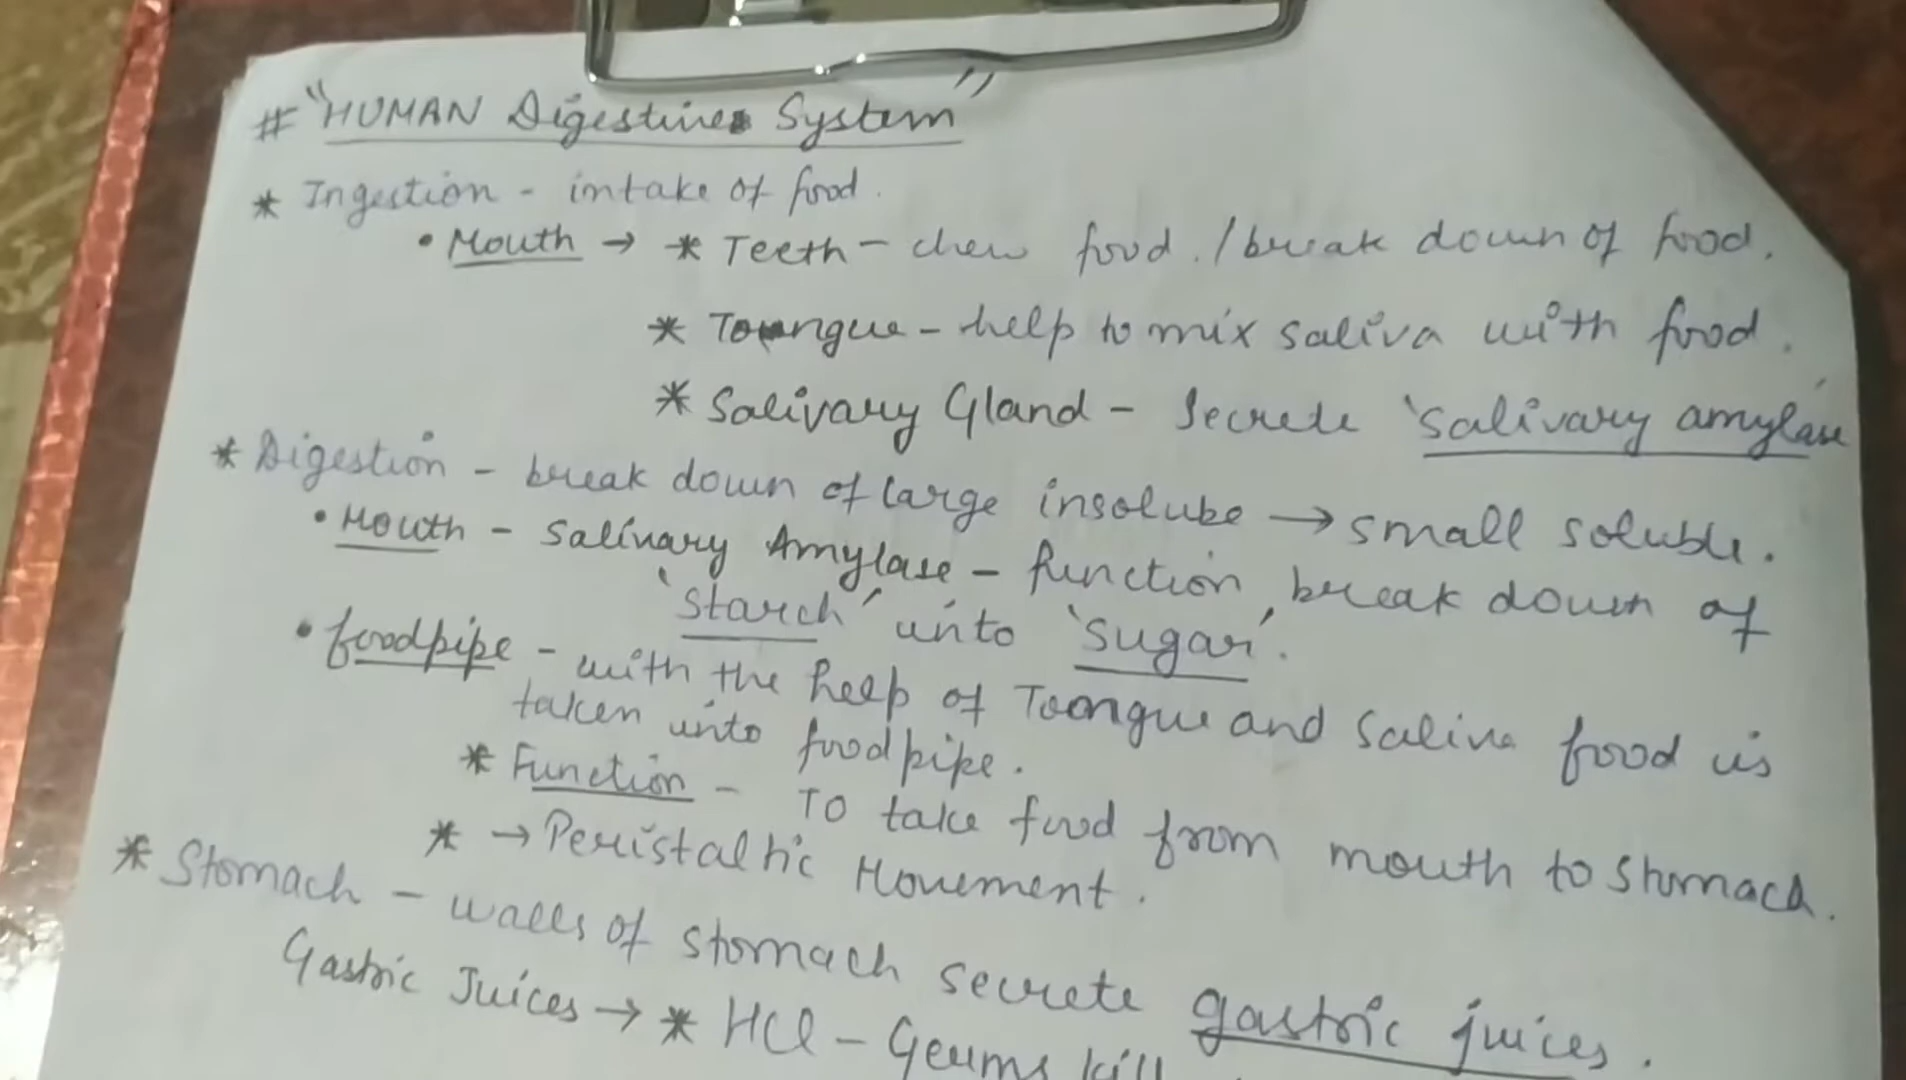 # "HUMAN Digestive System"
* Ingestion - intake of food.
• Mouth → * Teeth - chew food. / break down of food.
* Toungue - help to mix saliva with food.
* Salivary Gland - Secrete 'salivary amylase'
* Digestion - break down of large insoluble → small soluble.
• Mouth - Salivary Amylase - function, break down of
'Starch' into 'Sugar'.
• foodpipe - with the help of Toongue and Saliva food is
taken into foodpipe.
* Function - To take food from mouth to Stomach.
* → Peristaltic Movement.
* Stomach - walls of stomach secrete gastric juices.
Gastric Juices → * HCl - Germs kill